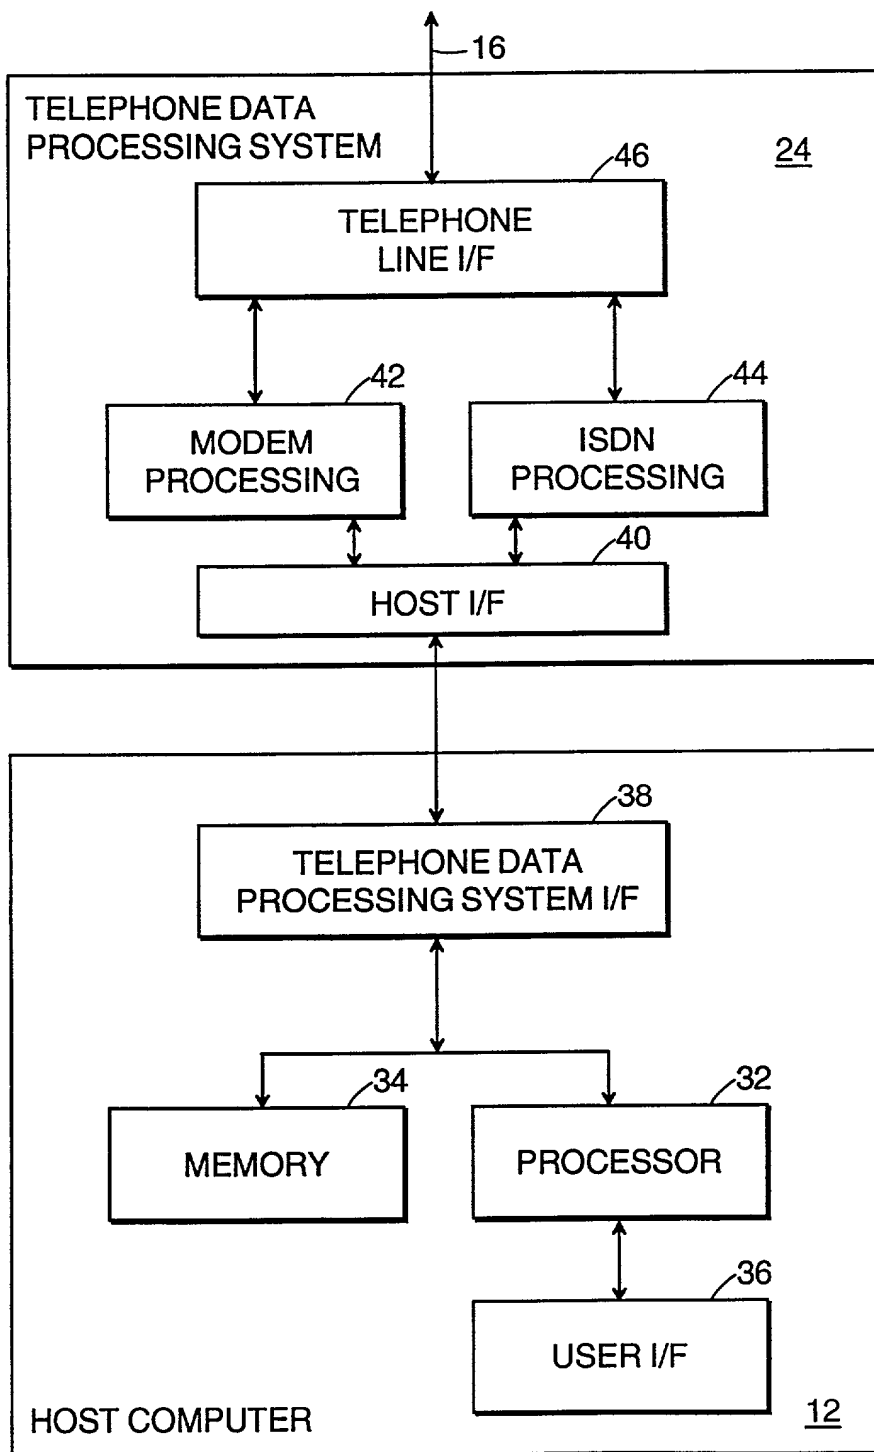 16
TELEPHONE DATA
PROCESSING SYSTEM
24
46
TELEPHONE
LINE I/F
42
44
MODEM
PROCESSING
ISDN
PROCESSING
40
HOST I/F
38
TELEPHONE DATA
PROCESSING SYSTEM I/F
34
32
MEMORY
PROCESSOR
36
USER I/F
HOST COMPUTER
12